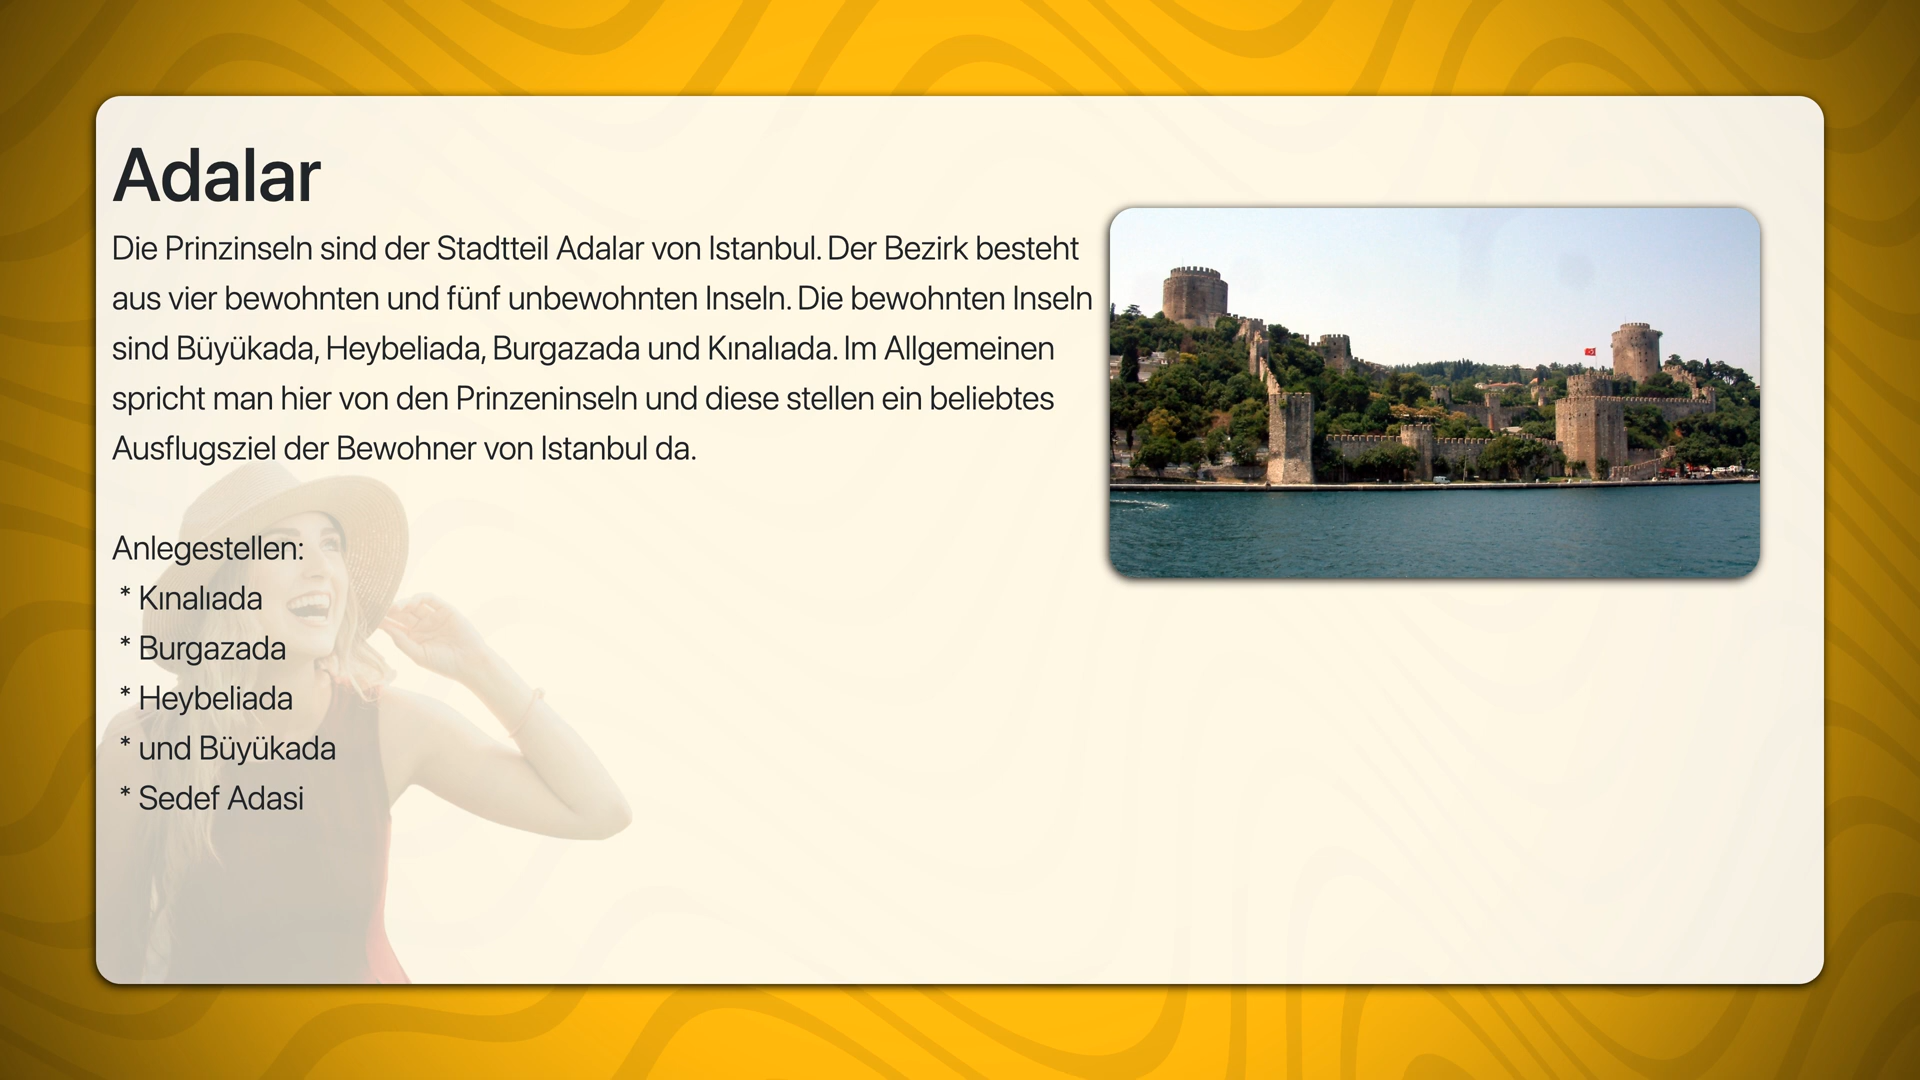 Adalar
Die Prinzinseln sind der Stadtteil Adalar von Istanbul. Der Bezirk besteht
aus vier bewohnten und fünf unbewohnten Inseln. Die bewohnten Inseln
sind Büyükada, Heybeliada, Burgazada und Kınalıada. Im Allgemeinen
spricht man hier von den Prinzeninseln und diese stellen ein beliebtes
Ausflugsziel der Bewohner von Istanbul da.
Anlegestellen:
* Kınalıada
* Burgazada
* Heybeliada
* und Büyükada
* Sedef Adasi